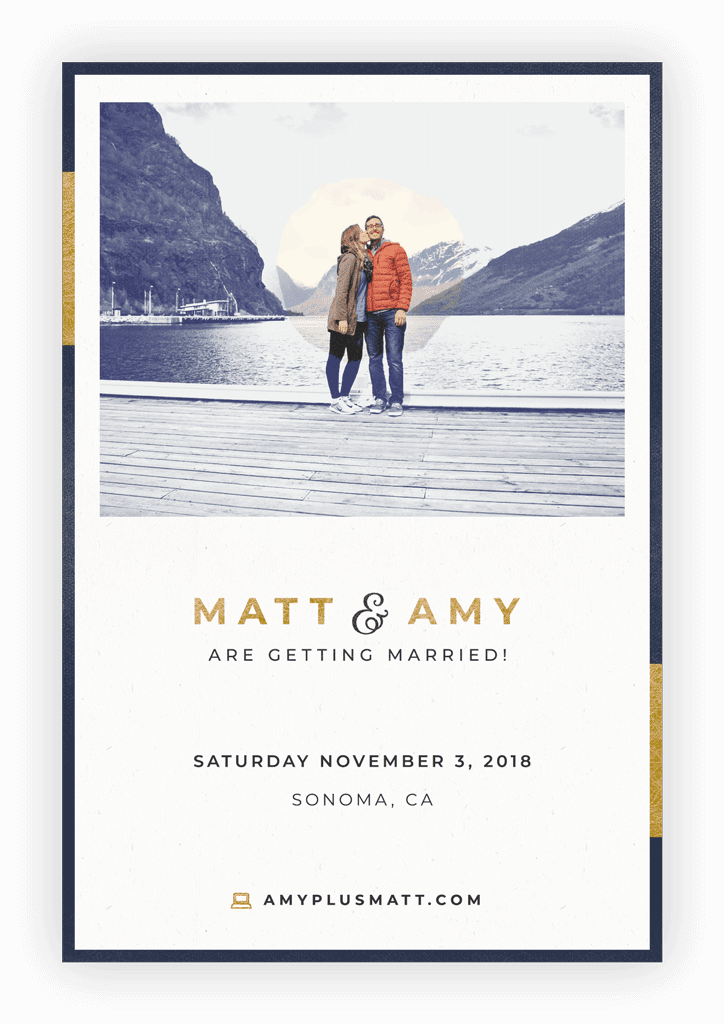 MATT & AMY
ARE GETTING MARRIED!
SATURDAY NOVEMBER 3, 2018
SONOMA, CA
AMYPLUSMATT.COM